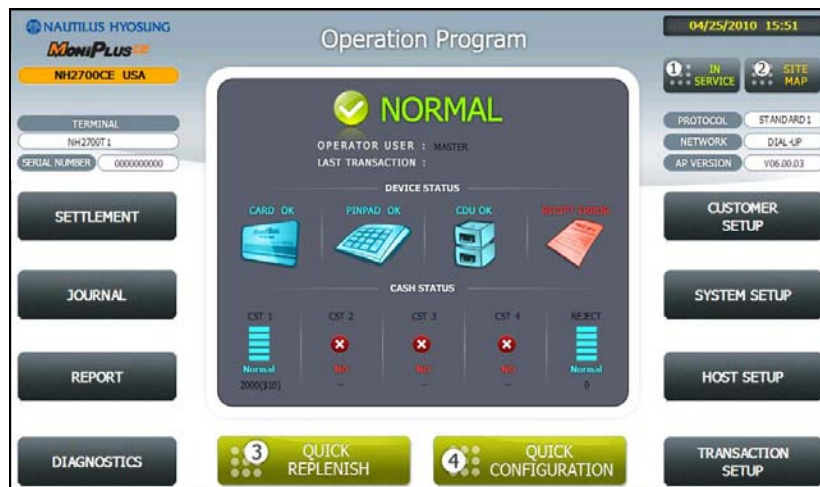 NAUTILUS HYOSUNG
MoniPlus CE
NH2700CE USA
Operation Program
04/25/2010 15:51
1 IN SERVICE
2 SITE MAP
TERMINAL
NH2700T1
SERIAL NUMBER 0000000000
PROTOCOL STANDARD1
NETWORK DIAL-UP
AP VERSION V06.00.03
NORMAL
OPERATOR USER : MASTER
LAST TRANSACTION :
DEVICE STATUS
CARD OK PINPAD OK CDU OK RECIPT ERROR
CASH STATUS
CST 1 CST 2 CST 3 CST 4 REJECT
Normal NO NO NO Normal
2000($10) -- -- -- 0
SETTLEMENT
JOURNAL
REPORT
DIAGNOSTICS
CUSTOMER
SETUP
SYSTEM SETUP
HOST SETUP
TRANSACTION
SETUP
3 QUICK
REPLENISH
4 QUICK
CONFIGURATION